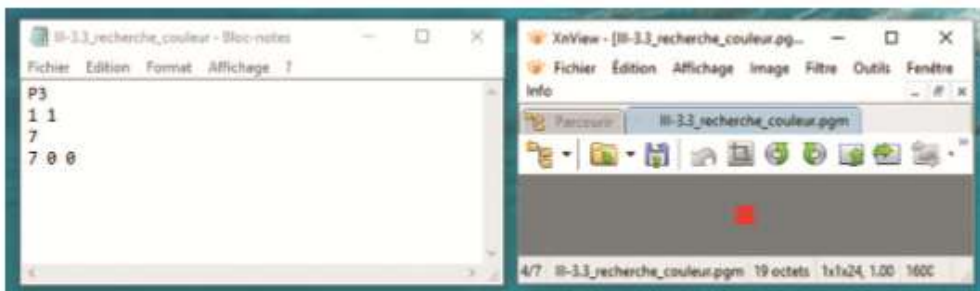 III-3.3_recherche_couleur - Bloc-notes
Fichier Edition Format Affichage ?
P3
1 1
7
7 0 0
XnView - [III-3.3_recherche_couleur.pg...
Fichier Édition Affichage Image Filtre Outils Fenêtre
Info
Parcourir III-3.3_recherche_couleur.pgm
4/7 III-3.3_recherche_couleur.pgm 19 octets 1x1x24, 1.00 1600